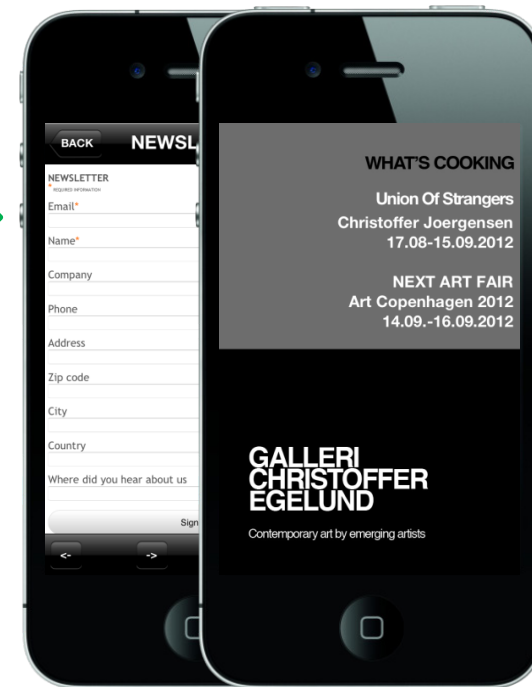 BACK
NEWSL
NEWSLETTER
* REQUIRED INFORMATION
Email*
Name*
Company
Phone
Address
Zip code
City
Country
Where did you hear about us
Sign
<-
->
WHAT'S COOKING
Union Of Strangers
Christoffer Joergensen
17.08-15.09.2012
NEXT ART FAIR
Art Copenhagen 2012
14.09.-16.09.2012
GALLERI
CHRISTOFFER
EGELUND
Contemporary art by emerging artists